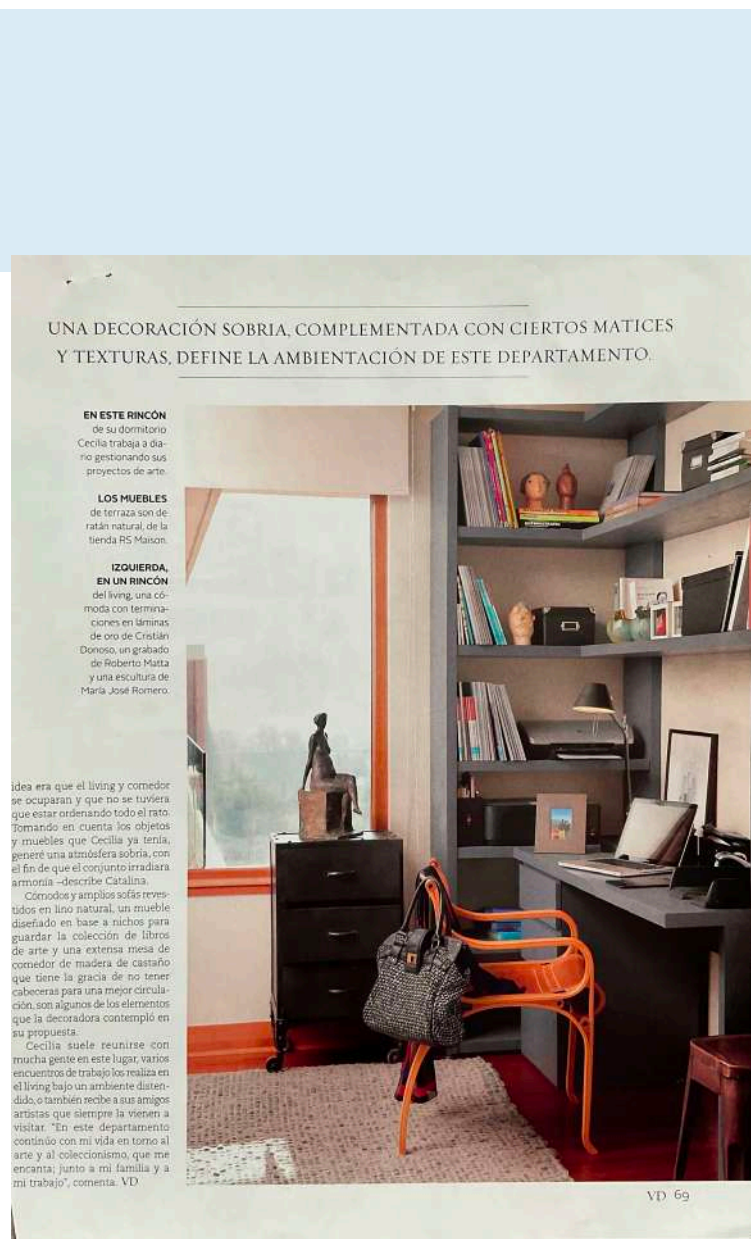 UNA DECORACIÓN SOBRIA, COMPLEMENTADA CON CIERTOS MATICES
Y TEXTURAS, DEFINE LA AMBIENTACIÓN DE ESTE DEPARTAMENTO.
EN ESTE RINCÓN
de su dormitorio
Cecilia trabaja a dia-
rio gestionando sus
proyectos de arte.
LOS MUEBLES
de terraza son de
ratán natural, de la
tienda RS Maison.
IZQUIERDA,
EN UN RINCÓN
del living, una có-
moda con termina-
ciones en láminas
de oro de Cristián
Donoso, un grabado
de Roberto Matta
y una escultura de
María José Romero.
idea era que el living y comedor
se ocuparan y que no se tuviera
que estar ordenando todo el rato.
Tomando en cuenta los objetos
y muebles que Cecilia ya tenía,
generé una atmósfera sobria, con
el fin de que el conjunto irradiara
armonía –describe Catalina.
Cómodos y amplios sofás reves-
tidos en lino natural, un mueble
diseñado en base a nichos para
guardar la colección de libros
de arte y una extensa mesa de
comedor de madera de castaño
que tiene la gracia de no tener
cabeceras para una mejor circula-
ción, son algunos de los elementos
que la decoradora contempló en
su propuesta.
Cecilia suele reunirse con
mucha gente en este lugar, varios
encuentros de trabajo los realiza en
el living bajo un ambiente disten-
dido, o también recibe a sus amigos
artistas que siempre la vienen a
visitar. "En este departamento
continúo con mi vida en torno al
arte y al coleccionismo, que me
encanta; junto a mi familia y a
mi trabajo", comenta. VD
VD 69